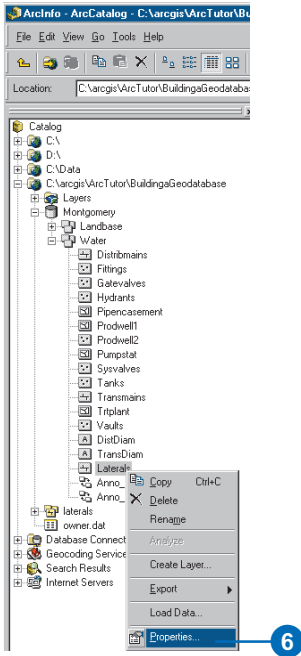 ArcInfo - ArcCatalog - C:\arcgis\ArcTutor\Bu
File Edit View Go Tools Help
Location: C:\arcgis\ArcTutor\BuildingaGeodatabas
Catalog
C:\
D:\
C:\Data
C:\arcgis\ArcTutor\BuildingaGeodatabase
Layers
Montgomery
Landbase
Water
Distribmains
Fittings
Gatevalves
Hydrants
Pipencasement
Prodwell1
Prodwell2
Pumpstat
Sysvalves
Tanks
Transmains
Trtplant
Vaults
DistDiam
TransDiam
Laterals
Anno_
Anno_
laterals
owner.dat
Database Connect
Geocoding Service
Search Results
Internet Servers
Copy Ctrl+C
Delete
Rename
Analyze
Create Layer...
Export
Load Data...
Properties...
6